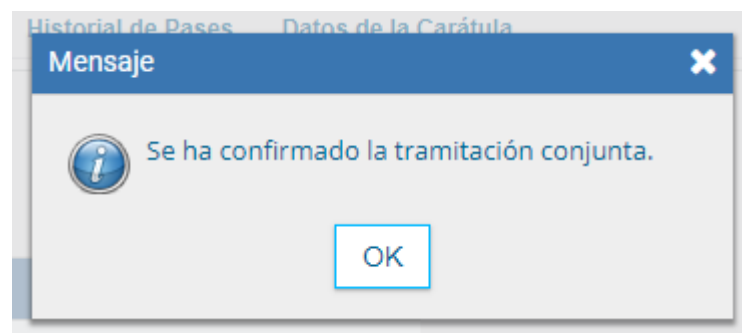 Historial de Pases Datos de la Carátula
Mensaje
Se ha confirmado la tramitación conjunta.
OK